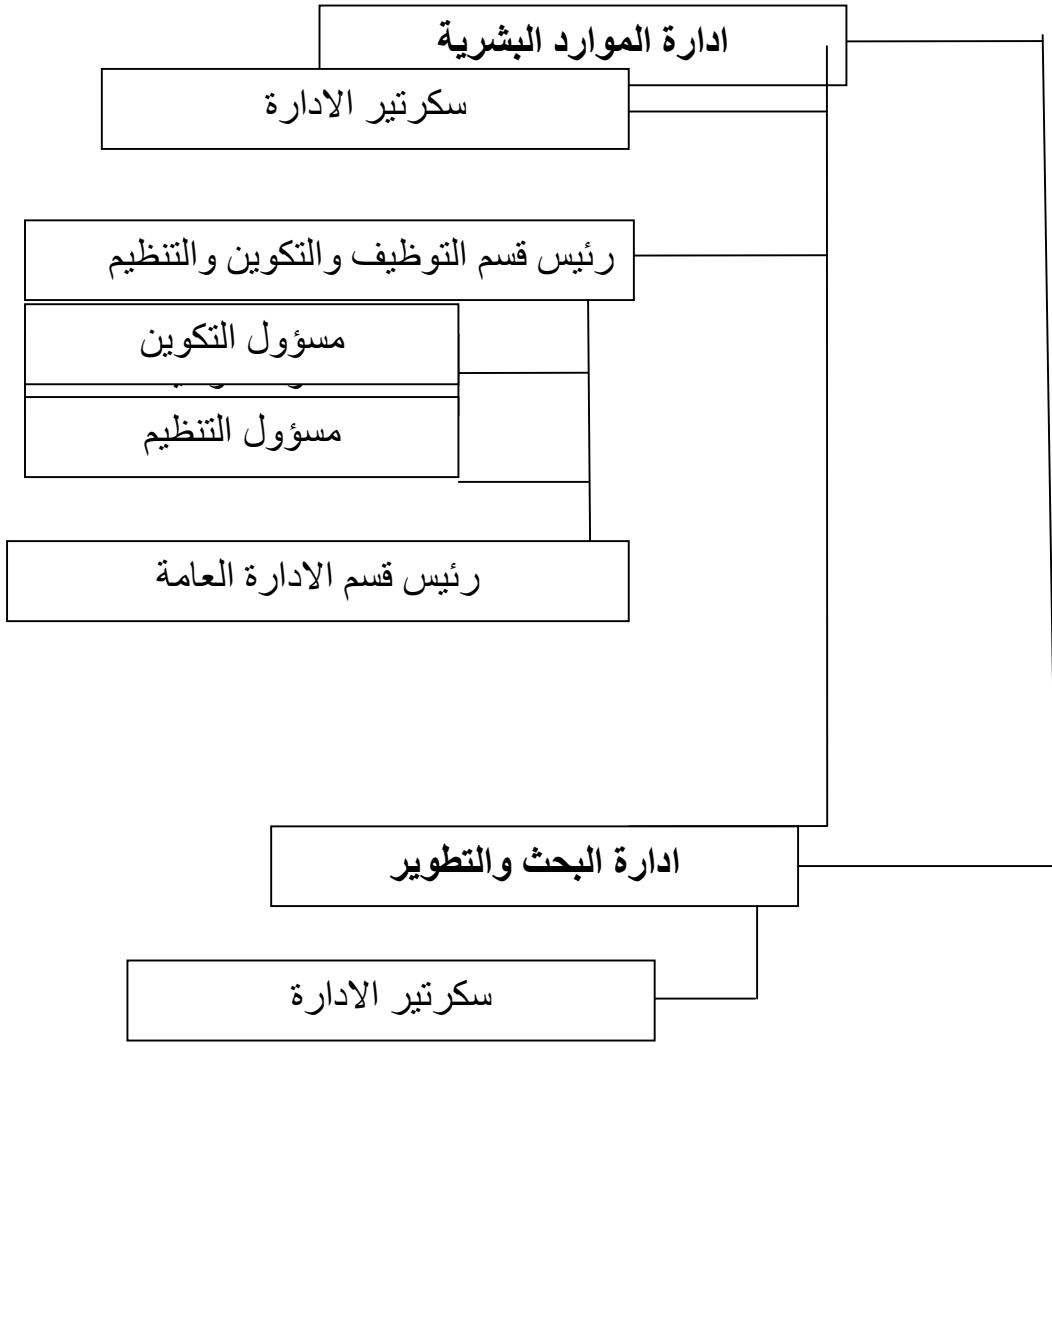 ادارة الموارد البشرية
سكرتير الادارة
رئيس قسم التوظيف والتكوين والتنظيم
مسؤول التكوين
مسؤول التنظيم
رئيس قسم الادارة العامة
ادارة البحث والتطوير
سكرتير الادارة